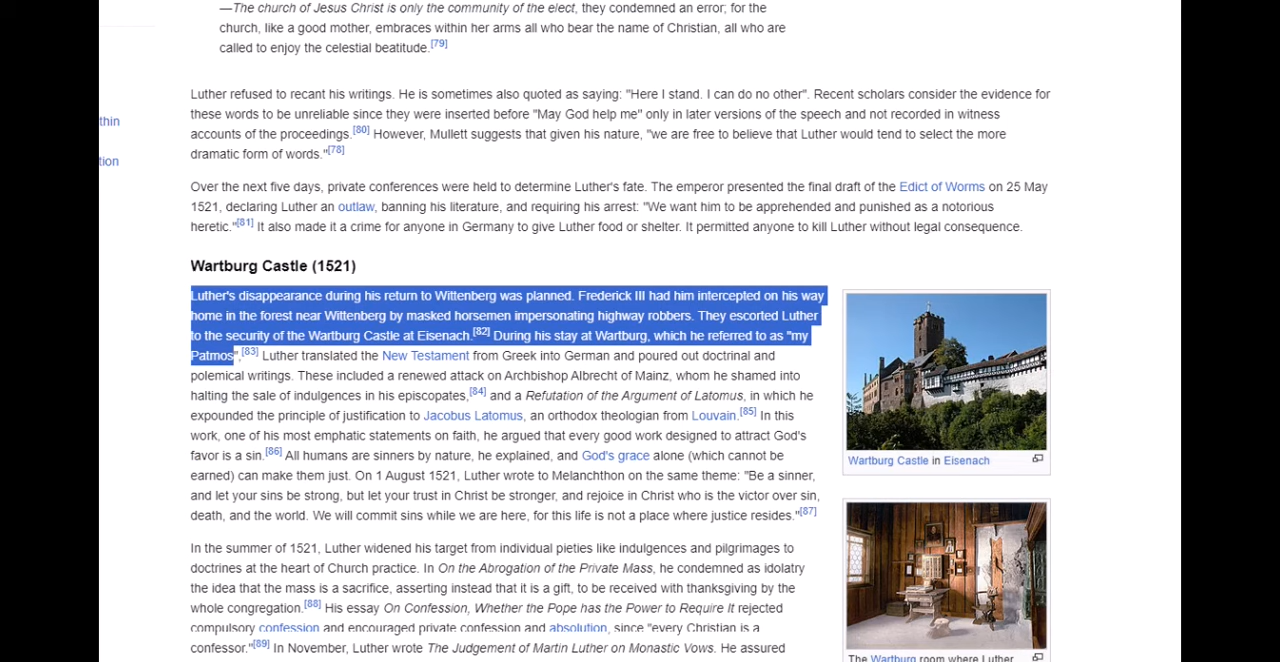 —The church of Jesus Christ is only the community of the elect, they condemned an error; for the
church, like a good mother, embraces within her arms all who bear the name of Christian, all who are
called to enjoy the celestial beatitude.[79]
Luther refused to recant his writings. He is sometimes also quoted as saying: "Here I stand. I can do no other". Recent scholars consider the evidence for
these words to be unreliable since they were inserted before "May God help me" only in later versions of the speech and not recorded in witness
accounts of the proceedings.[80] However, Mullett suggests that given his nature, "we are free to believe that Luther would tend to select the more
dramatic form of words."[78]
thin
tion
Over the next five days, private conferences were held to determine Luther's fate. The emperor presented the final draft of the Edict of Worms on 25 May
1521, declaring Luther an outlaw, banning his literature, and requiring his arrest: "We want him to be apprehended and punished as a notorious
heretic."[81] It also made it a crime for anyone in Germany to give Luther food or shelter. It permitted anyone to kill Luther without legal consequence.
Wartburg Castle (1521)
Luther's disappearance during his return to Wittenberg was planned. Frederick III had him intercepted on his way
home in the forest near Wittenberg by masked horsemen impersonating highway robbers. They escorted Luther
to the security of the Wartburg Castle at Eisenach.[82] During his stay at Wartburg, which he referred to as "my
Patmos",[83] Luther translated the New Testament from Greek into German and poured out doctrinal and
polemical writings. These included a renewed attack on Archbishop Albrecht of Mainz, whom he shamed into
halting the sale of indulgences in his episcopates,[84] and a Refutation of the Argument of Latomus, in which he
expounded the principle of justification to Jacobus Latomus, an orthodox theologian from Louvain.[85] In this
work, one of his most emphatic statements on faith, he argued that every good work designed to attract God's
favor is a sin.[86] All humans are sinners by nature, he explained, and God's grace alone (which cannot be
earned) can make them just. On 1 August 1521, Luther wrote to Melanchthon on the same theme: "Be a sinner,
and let your sins be strong, but let your trust in Christ be stronger, and rejoice in Christ who is the victor over sin,
death, and the world. We will commit sins while we are here, for this life is not a place where justice resides."[87]
In the summer of 1521, Luther widened his target from individual pieties like indulgences and pilgrimages to
doctrines at the heart of Church practice. In On the Abrogation of the Private Mass, he condemned as idolatry
the idea that the mass is a sacrifice, asserting instead that it is a gift, to be received with thanksgiving by the
whole congregation.[88] His essay On Confession, Whether the Pope has the Power to Require It rejected
compulsory confession and encouraged private confession and absolution, since "every Christian is a
confessor."[89] In November, Luther wrote The Judgement of Martin Luther on Monastic Vows. He assured
Wartburg Castle in Eisenach
The Wartburg room where Luther